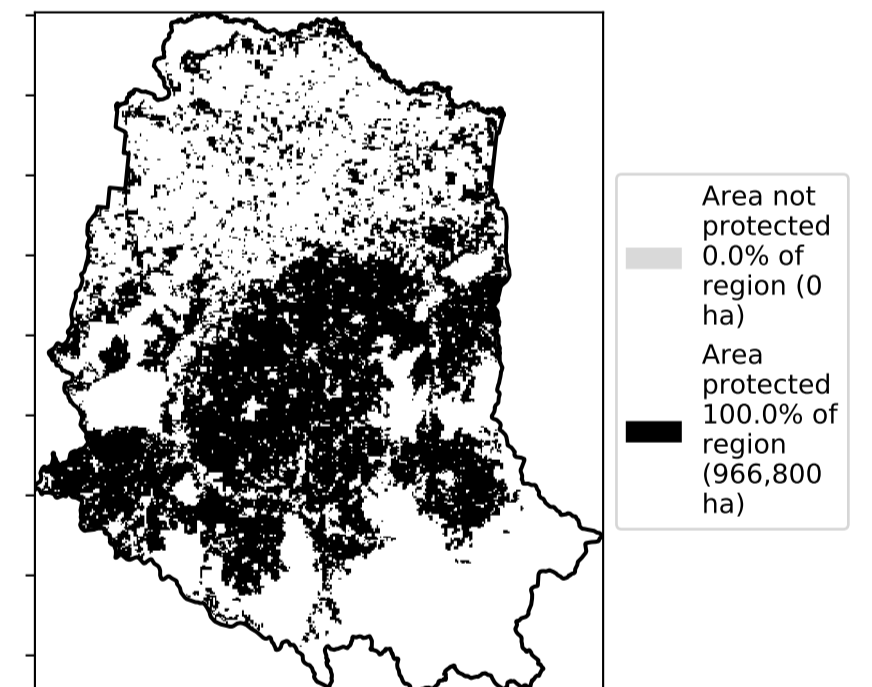 Area not
protected
0.0% of
region (0
ha)
Area
protected
100.0% of
region
(966,800
ha)